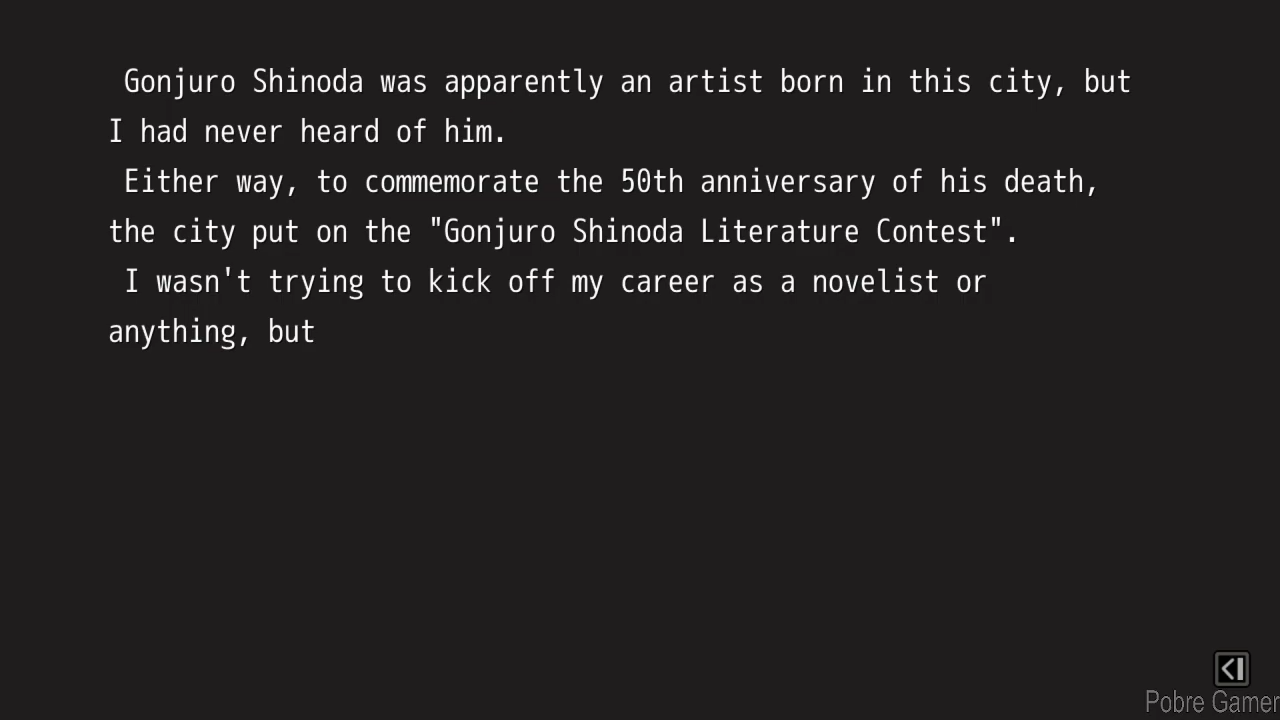 Gonjuro Shinoda was apparently an artist born in this city, but
I had never heard of him.
Either way, to commemorate the 50th anniversary of his death,
the city put on the "Gonjuro Shinoda Literature Contest".
I wasn't trying to kick off my career as a novelist or
anything, but
Pobre Gamer